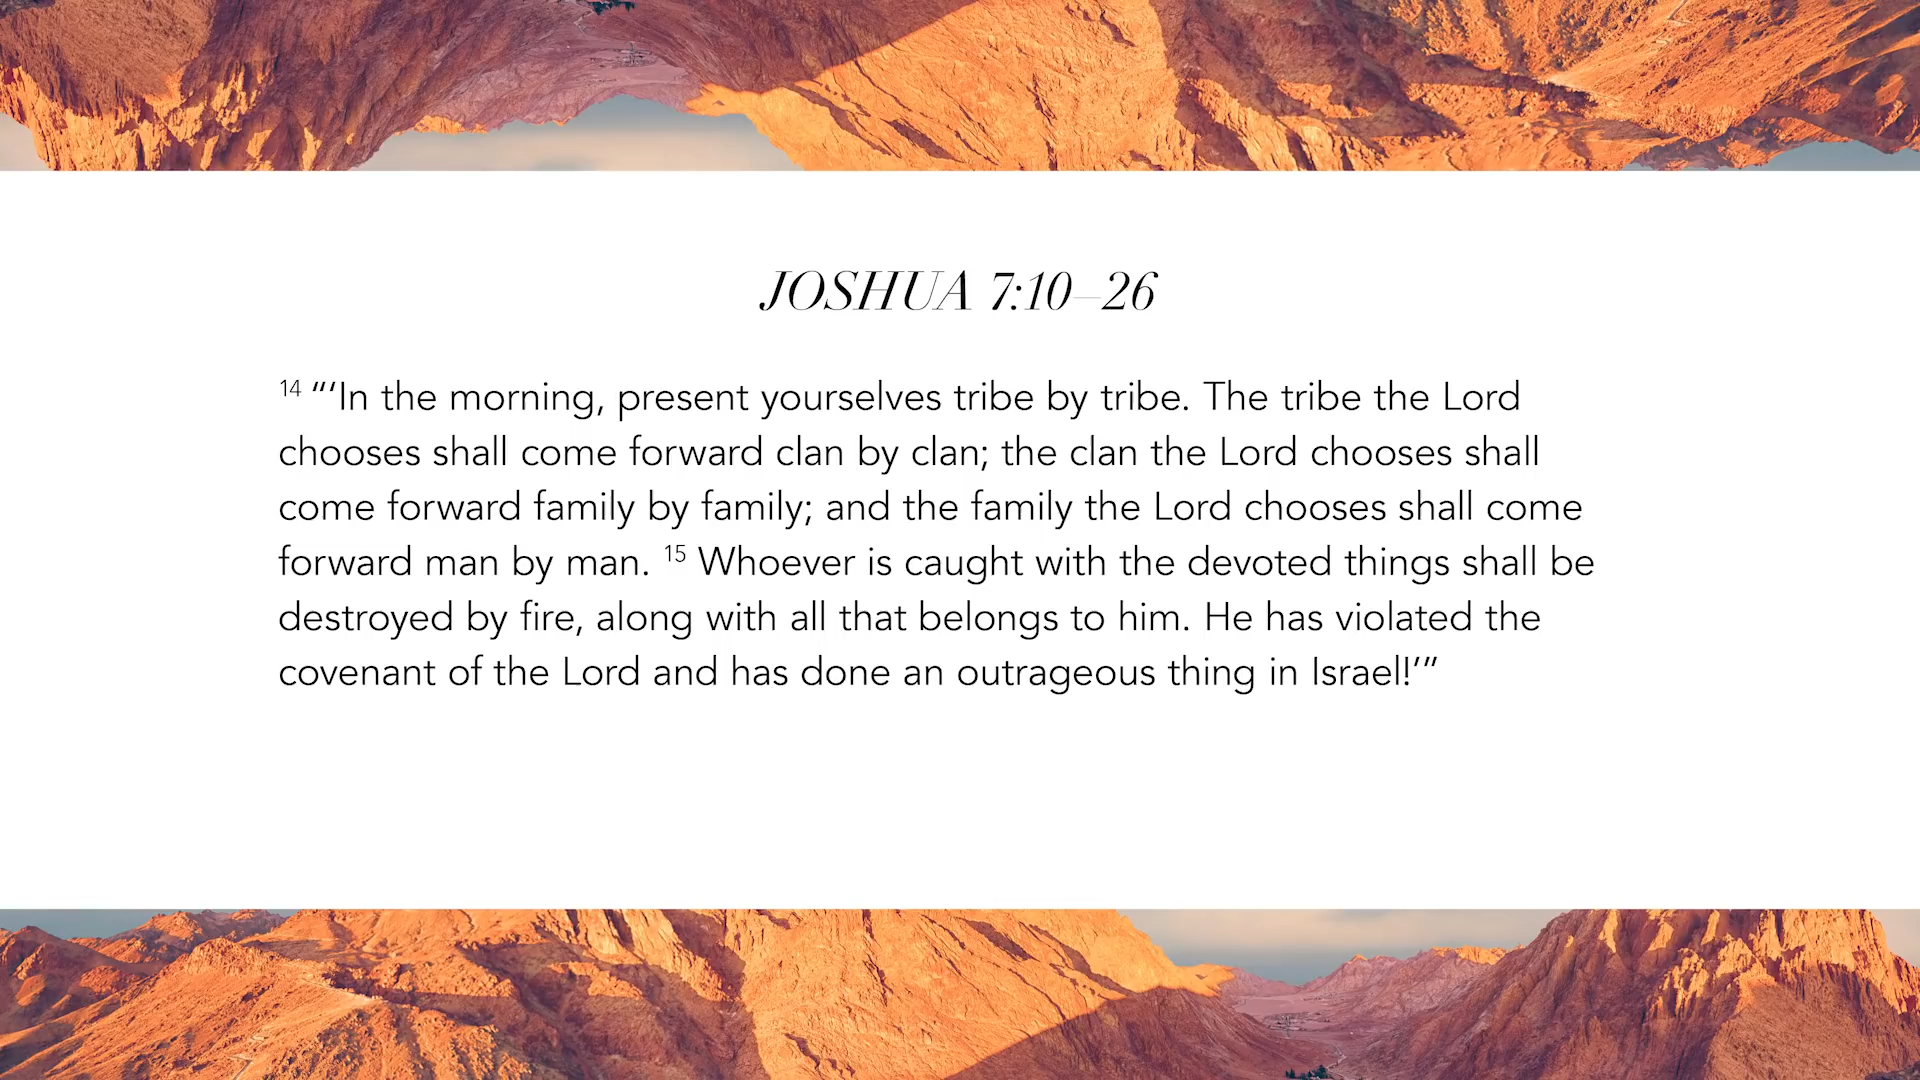 JOSHUA 7:10–26
14 “‘In the morning, present yourselves tribe by tribe. The tribe the Lord
chooses shall come forward clan by clan; the clan the Lord chooses shall
come forward family by family; and the family the Lord chooses shall come
forward man by man. 15 Whoever is caught with the devoted things shall be
destroyed by fire, along with all that belongs to him. He has violated the
covenant of the Lord and has done an outrageous thing in Israel!’”